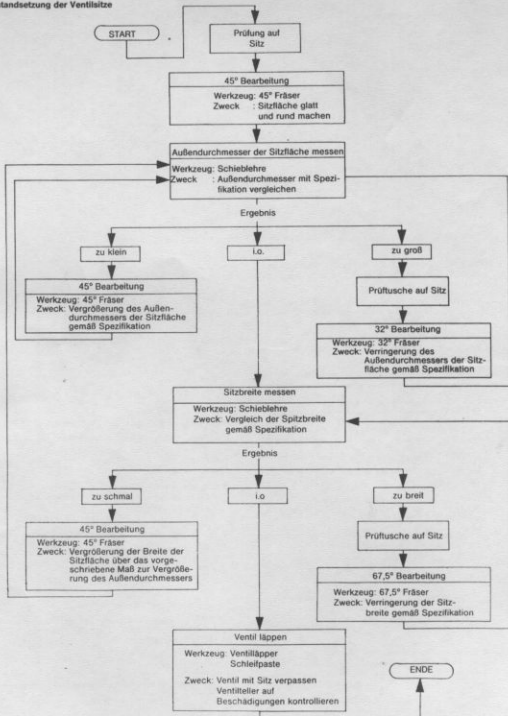 standsetzung der Ventilsitze
START
Prüfung auf
Sitz
45° Bearbeitung
Werkzeug: 45° Fräser
Zweck : Sitzfläche glatt
und rund machen
Außendurchmesser der Sitzfläche messen
Werkzeug: Schieblehre
Zweck : Außendurchmesser mit Spezi-
fikation vergleichen
Ergebnis
zu klein
i.o.
zu groß
45° Bearbeitung
Werkzeug: 45° Fräser
Zweck: Vergrößerung des Außen-
durchmessers der Sitzfläche
gemäß Spezifikation
Prüftusche auf Sitz
32° Bearbeitung
Werkzeug: 32° Fräser
Zweck: Verringerung des
Außendurchmessers der Sitz-
fläche gemäß Spezifikation
Sitzbreite messen
Werkzeug: Schieblehre
Zweck: Vergleich der Spitzbreite
gemäß Spezifikation
Ergebnis
zu schmal
i.o
zu breit
45° Bearbeitung
Werkzeug: 45° Fräser
Zweck: Vergrößerung der Breite der
Sitzfläche über das vorge-
schriebene Maß zur Vergröße-
rung des Außendurchmessers
Prüftusche auf Sitz
67,5° Bearbeitung
Werkzeug: 67,5° Fräser
Zweck: Verringerung der Sitz-
breite gemäß Spezifikation
Ventil läppen
Werkzeug: Ventilläpper
Schleifpaste
Zweck: Ventil mit Sitz verpassen
Ventilteller auf
Beschädigungen kontrollieren
ENDE